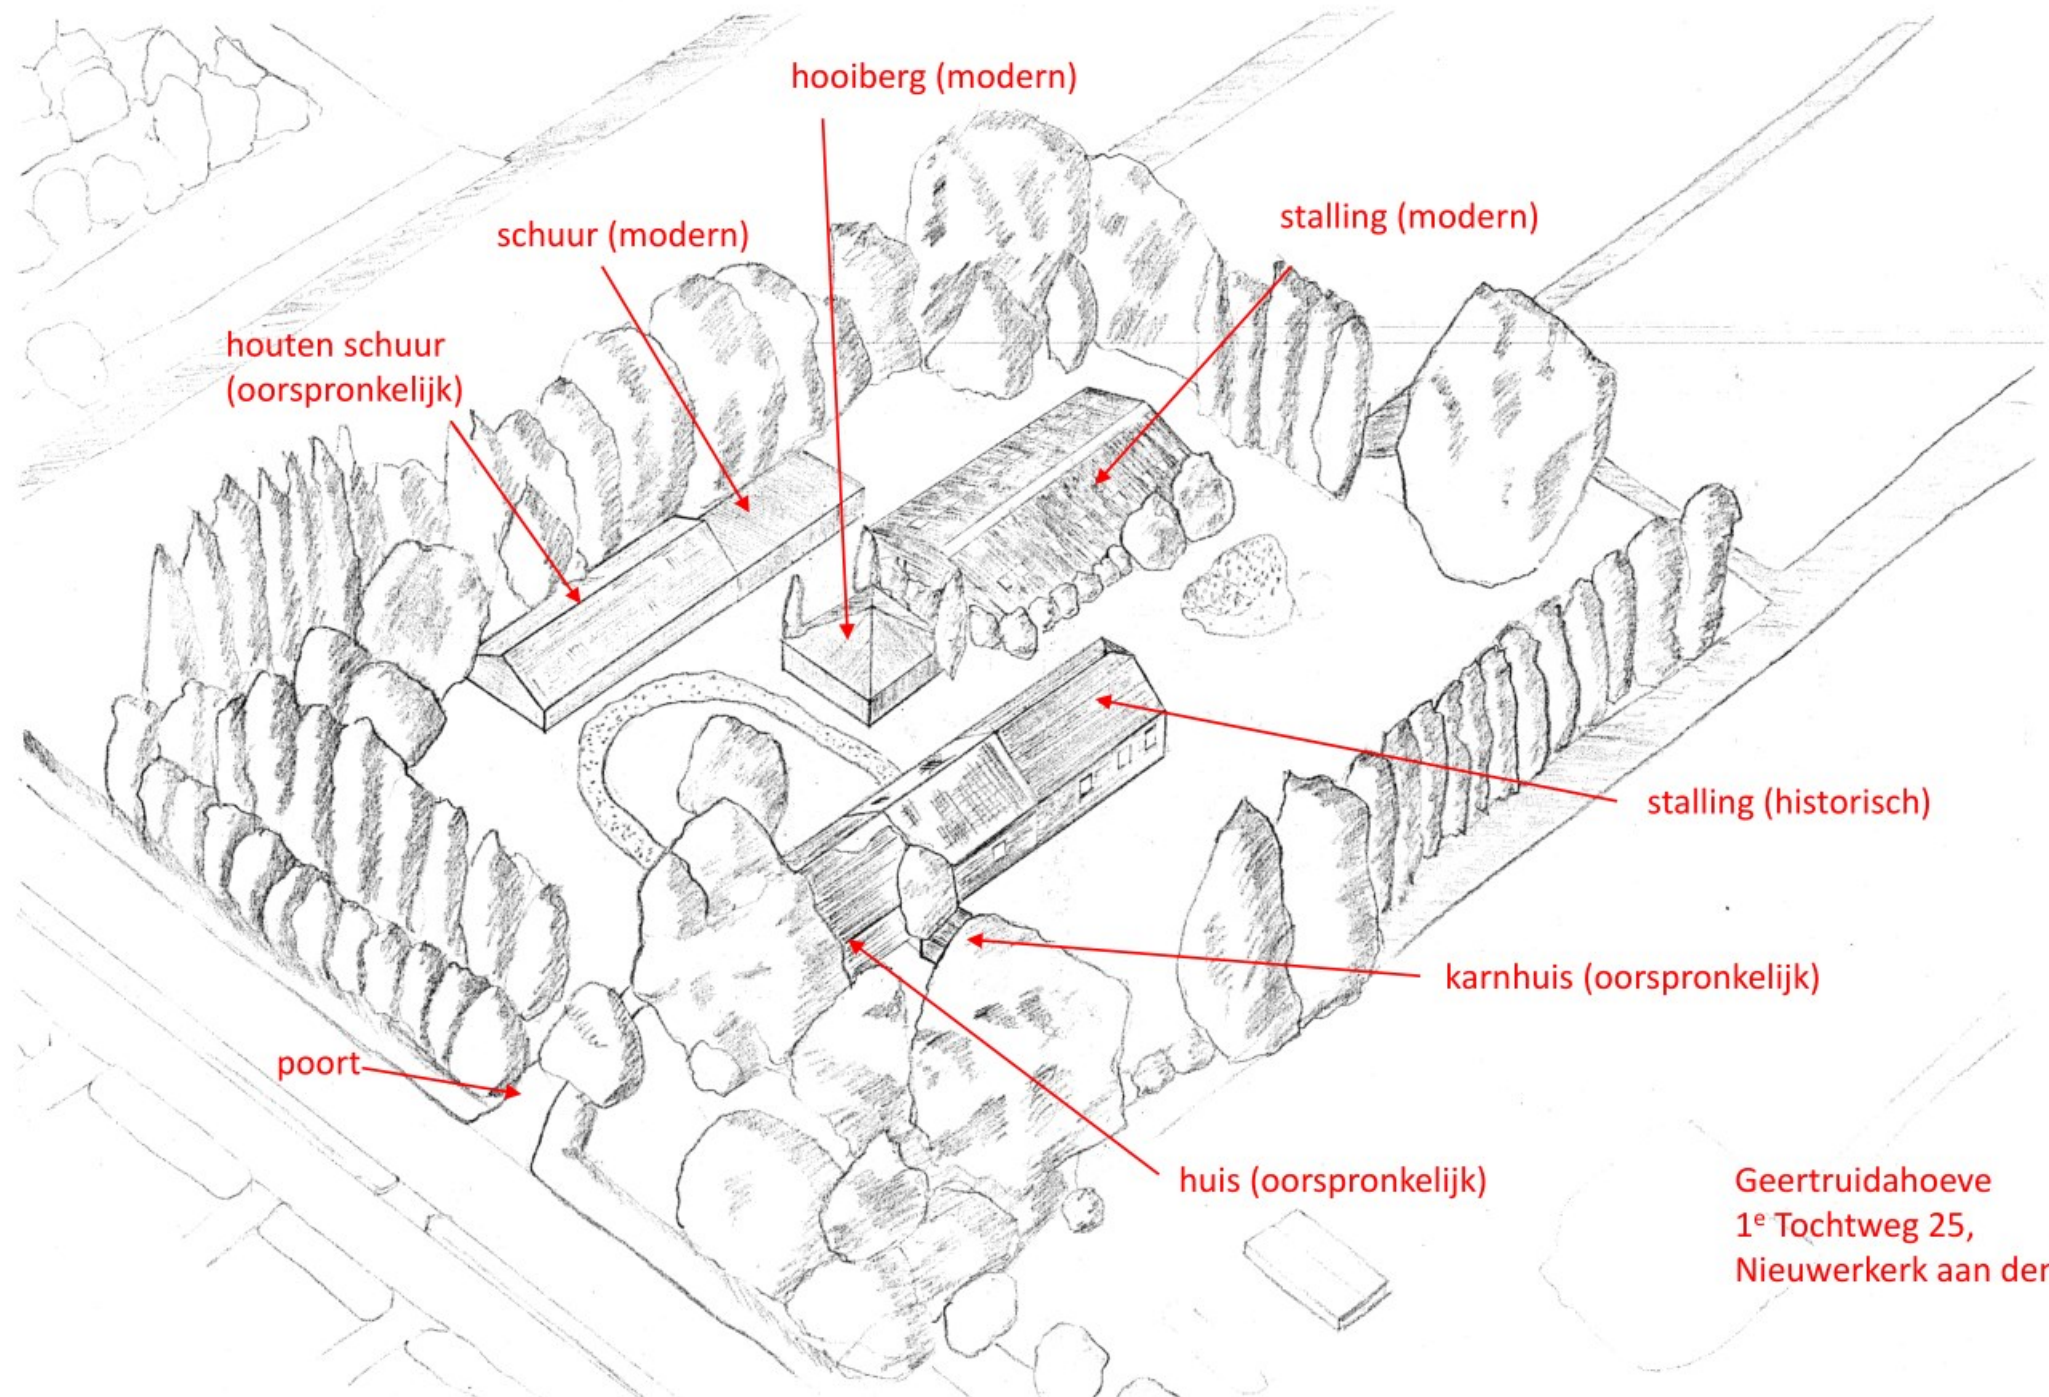 hooiberg (modern)
stalling (modern)
schuur (modern)
houten schuur
(oorspronkelijk)
stalling (historisch)
karnhuis (oorspronkelijk)
poort
huis (oorspronkelijk)
Geertruidahoeve
1e Tochtweg 25,
Nieuwerkerk aan der